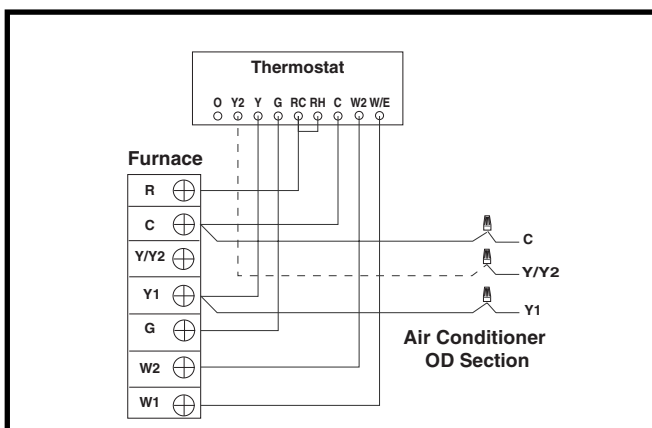 Thermostat
O Y2 Y G RC RH C W2 W/E
Furnace
R
C
Y/Y2
Y1
G
W2
W1
C
Y/Y2
Y1
Air Conditioner
OD Section